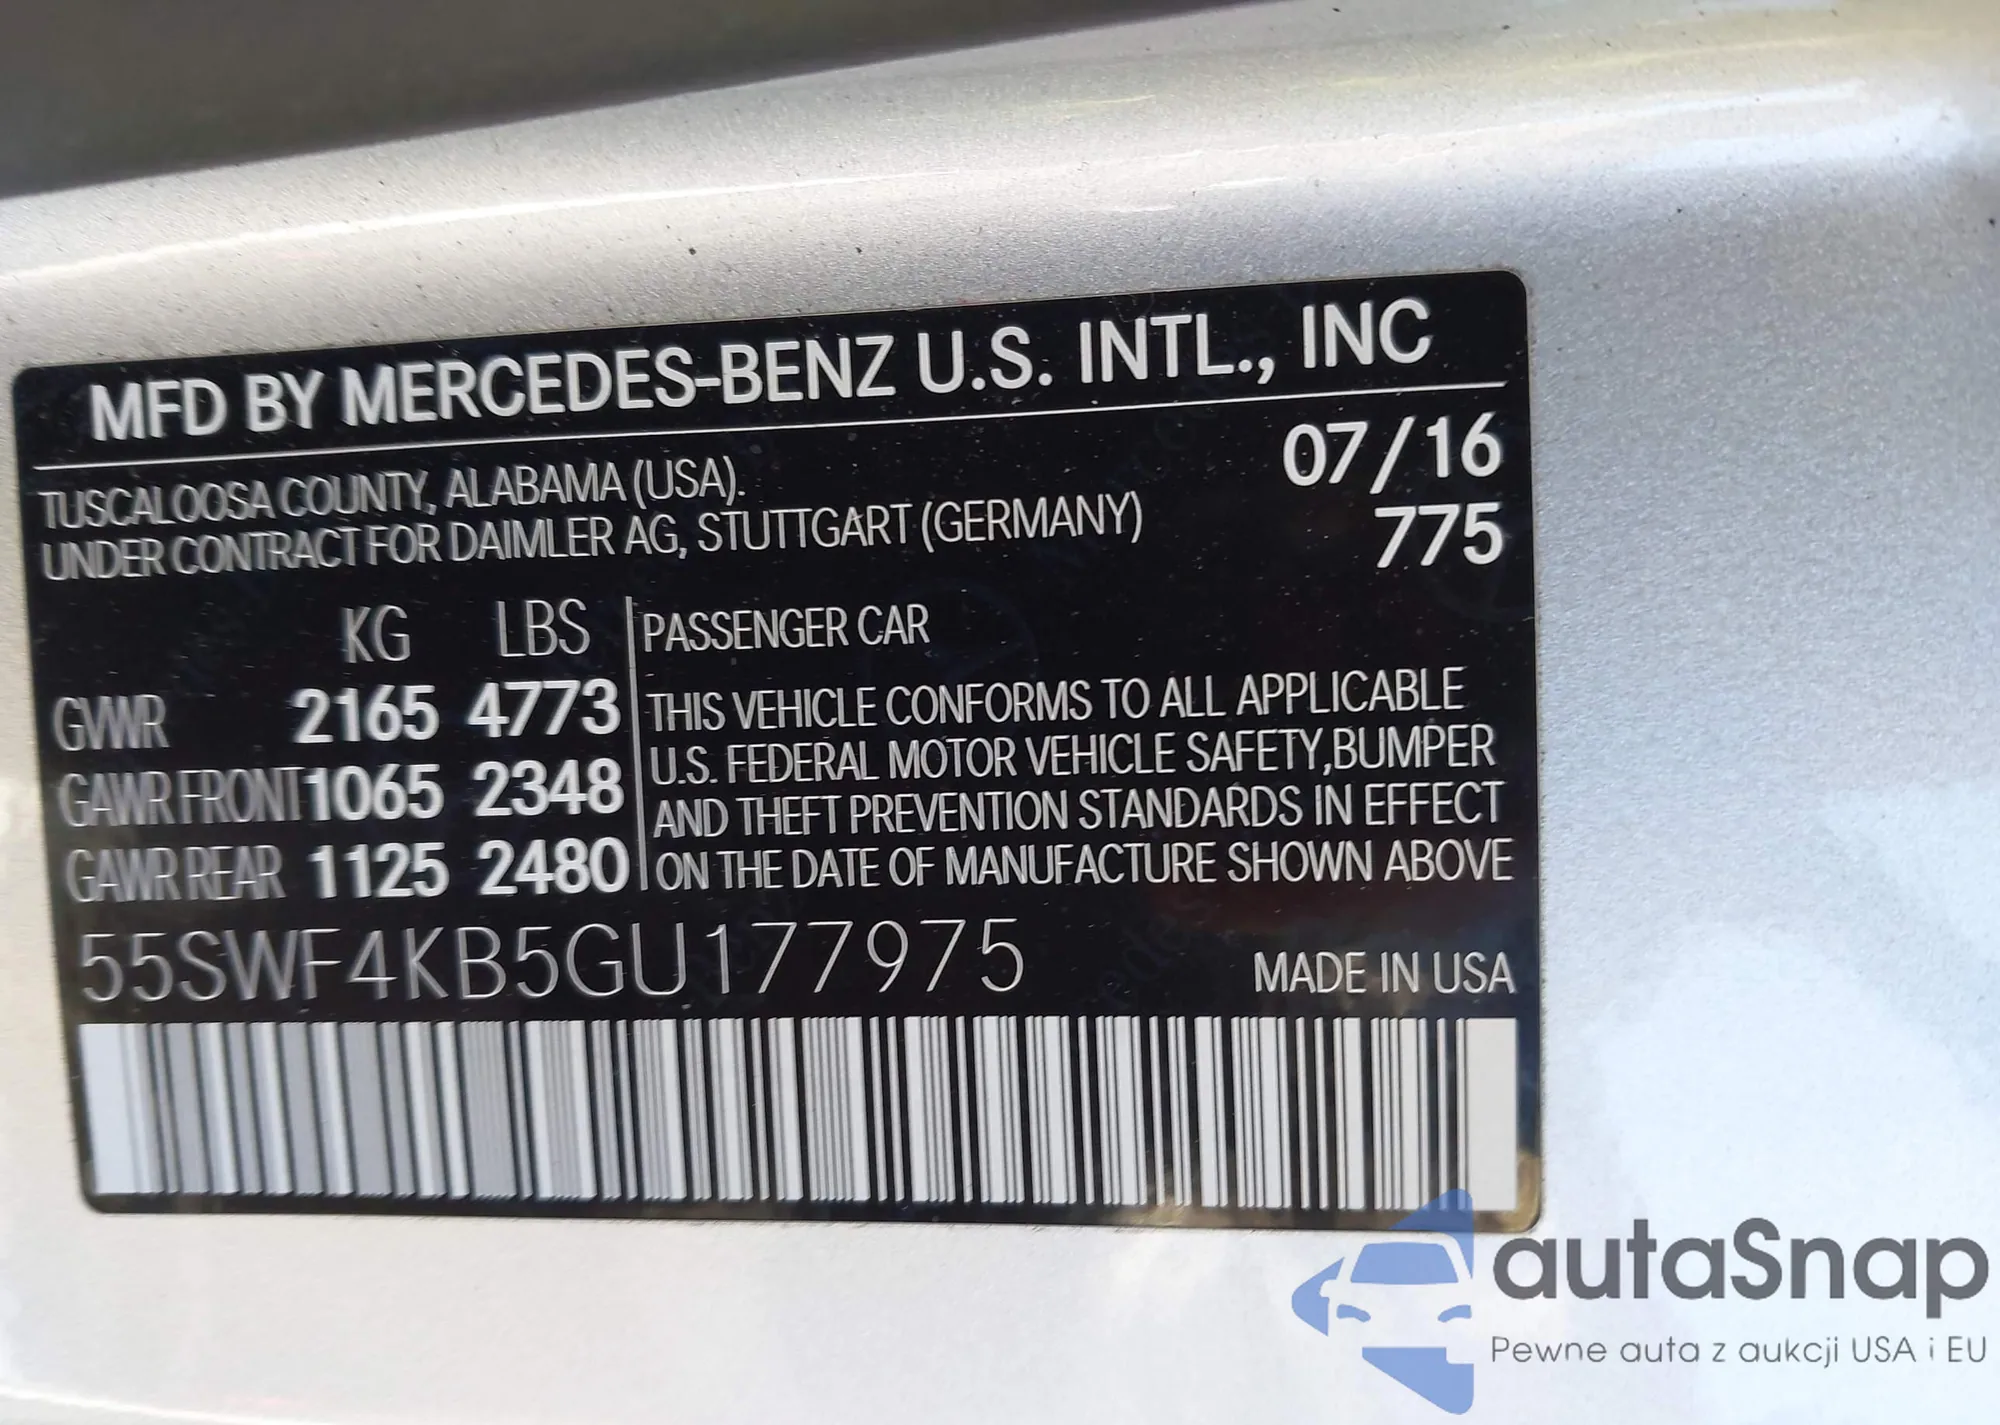 MFD BY MERCEDES-BENZ U.S. INTL., INC
07/16
TUSCALOOSA COUNTY, ALABAMA (USA).
UNDER CONTRACT FOR DAIMLER AG, STUTTGART (GERMANY)
775
KG LBS
GVWR 2165 4773
GAWR FRONT 1065 2348
GAWR REAR 1125 2480
PASSENGER CAR
THIS VEHICLE CONFORMS TO ALL APPLICABLE
U.S. FEDERAL MOTOR VEHICLE SAFETY,BUMPER
AND THEFT PREVENTION STANDARDS IN EFFECT
ON THE DATE OF MANUFACTURE SHOWN ABOVE
55SWF4KB5GU177975
MADE IN USA
autaSnap
Pewne auta z aukcji USA i EU